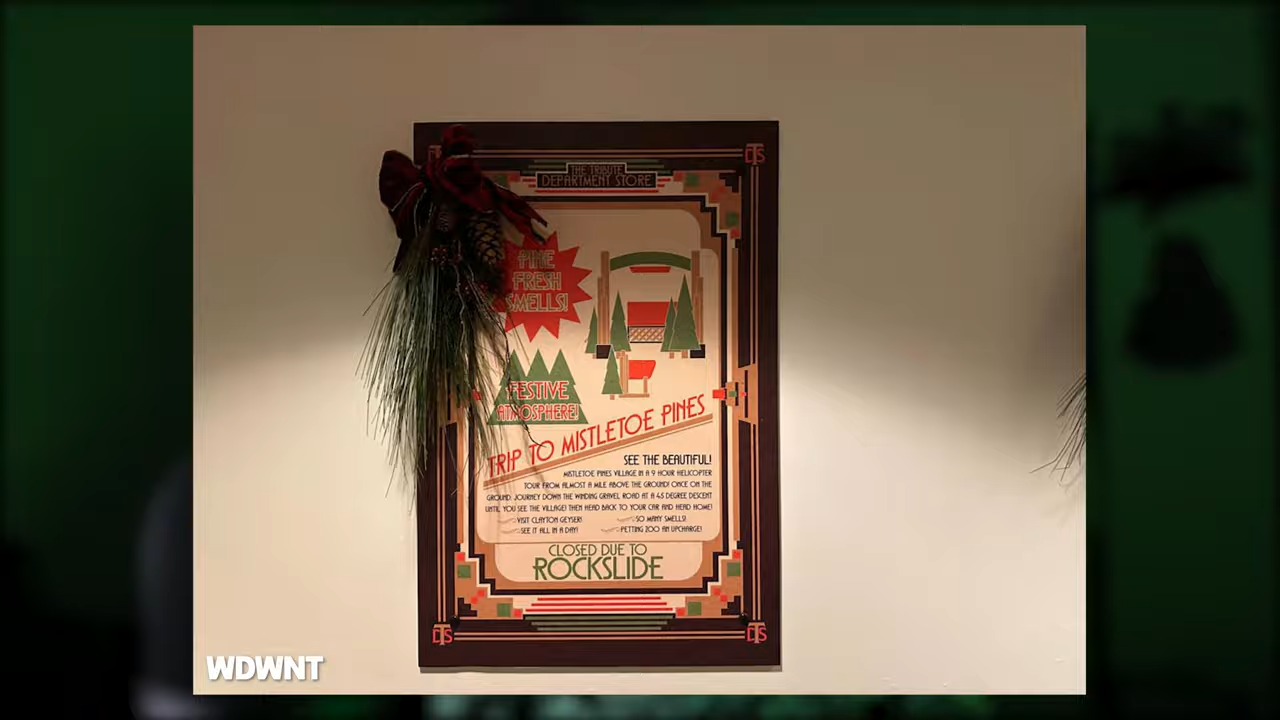 THE TRIBUTE
DEPARTMENT STORE
PINE
FRESH
SMELLS!
FESTIVE
ATMOSPHERE!
TRIP TO MISTLETOE PINES
SEE THE BEAUTIFUL!
MISTLETOE PINES VILLAGE IN A 9 HOUR HELICOPTER
TOUR FROM ALMOST A MILE ABOVE THE GROUND! ONCE ON THE
GROUND, JOURNEY DOWN THE WINDING GRAVEL ROAD AT A 45 DEGREE DESCENT
UNTIL YOU SEE THE VILLAGE! THEN HEAD BACK TO YOUR CAR AND HEAD HOME!
VISIT CLAYTON GEYSER! SO MANY SMELLS!
SEE IT ALL IN A DAY! PETTING ZOO AN UPCHARGE!
CLOSED DUE TO
ROCKSLIDE
DTS
DTS
DTS
WDWNT